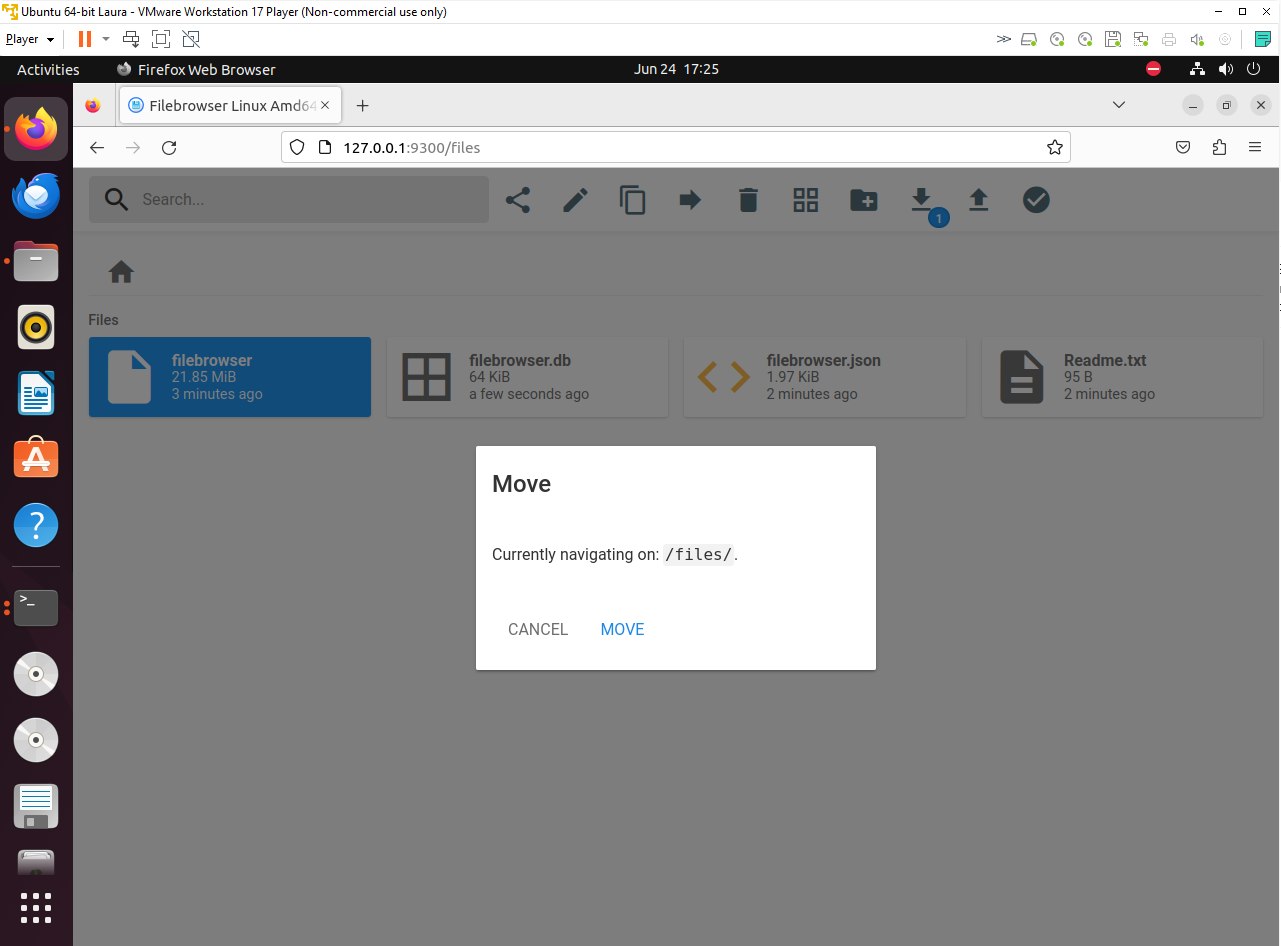 Ubuntu 64-bit Laura - VMware Workstation 17 Player (Non-commercial use only)
Player
Activities
Firefox Web Browser
Jun 24 17:25
Filebrowser Linux Amd64
127.0.0.1:9300/files
Search...
1
Files
filebrowser
21.85 MiB
3 minutes ago
filebrowser.db
64 KiB
a few seconds ago
filebrowser.json
1.97 KiB
2 minutes ago
Readme.txt
95 B
2 minutes ago
Move
Currently navigating on: /files/.
CANCEL MOVE